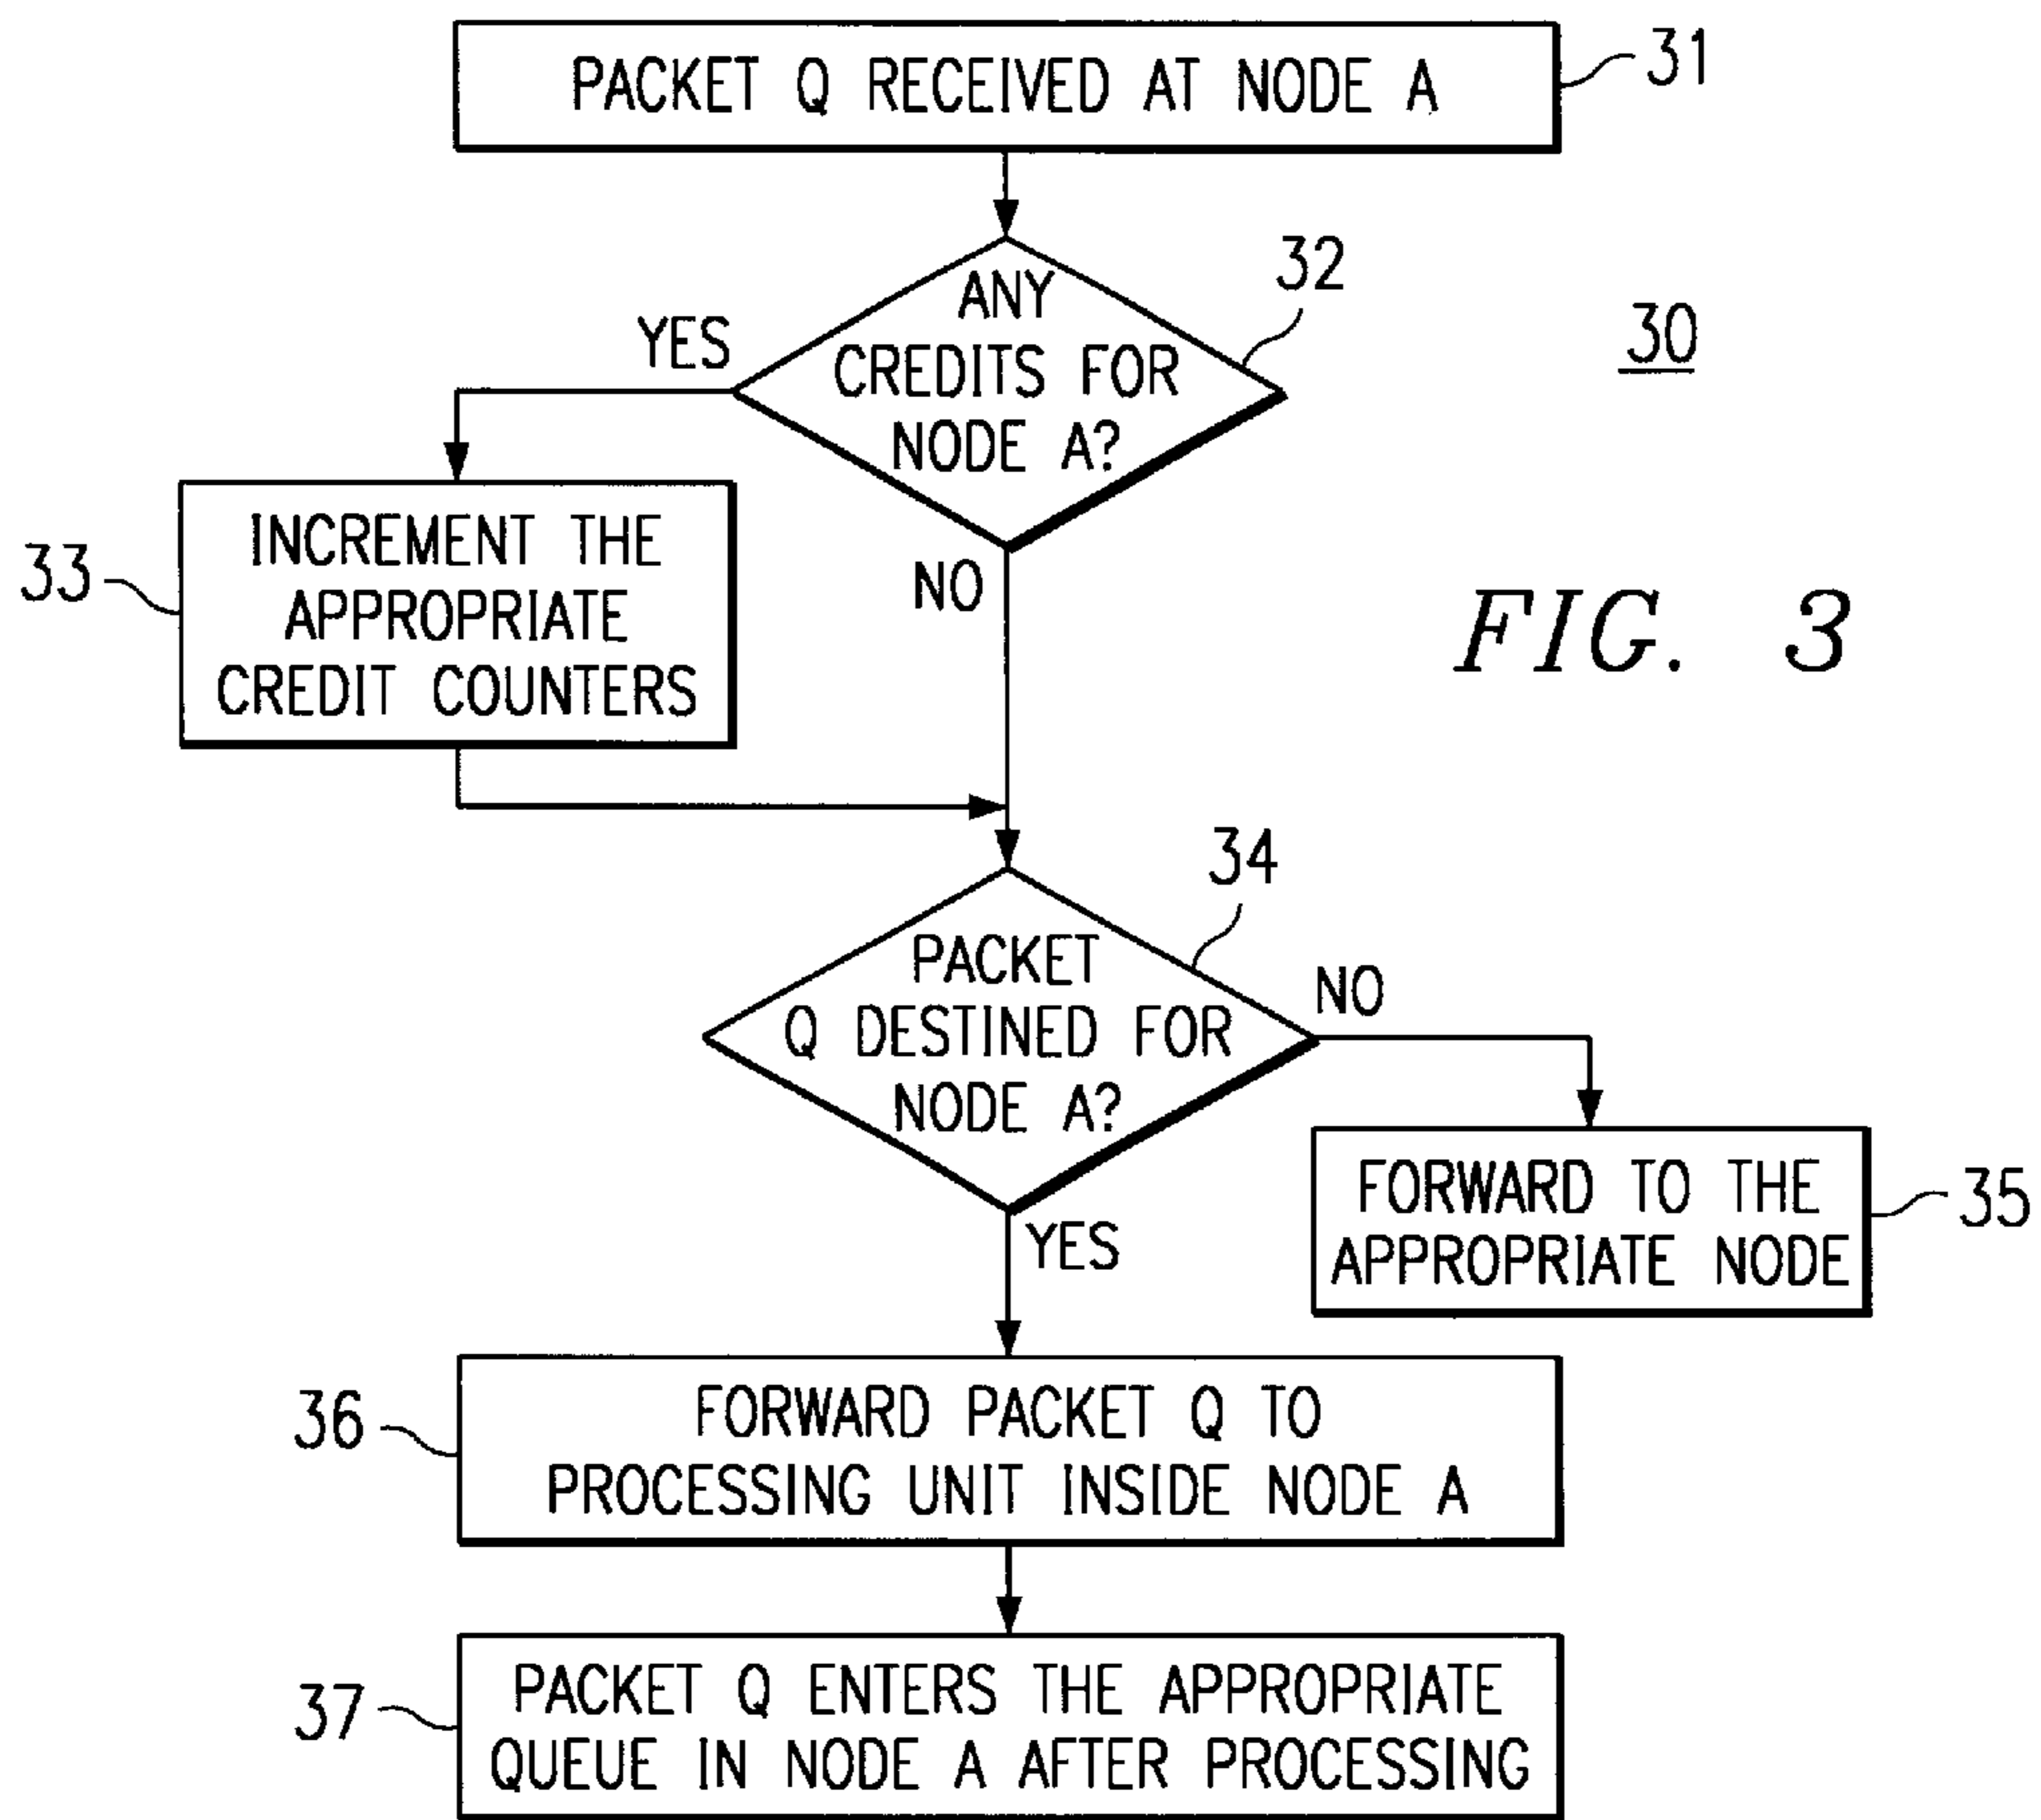 PACKET Q RECEIVED AT NODE A
31
ANY
CREDITS FOR
NODE A?
32
30
YES
NO
INCREMENT THE
APPROPRIATE
CREDIT COUNTERS
33
FIG. 3
PACKET
Q DESTINED FOR
NODE A?
34
NO
YES
FORWARD TO THE
APPROPRIATE NODE
35
FORWARD PACKET Q TO
PROCESSING UNIT INSIDE NODE A
36
PACKET Q ENTERS THE APPROPRIATE
QUEUE IN NODE A AFTER PROCESSING
37